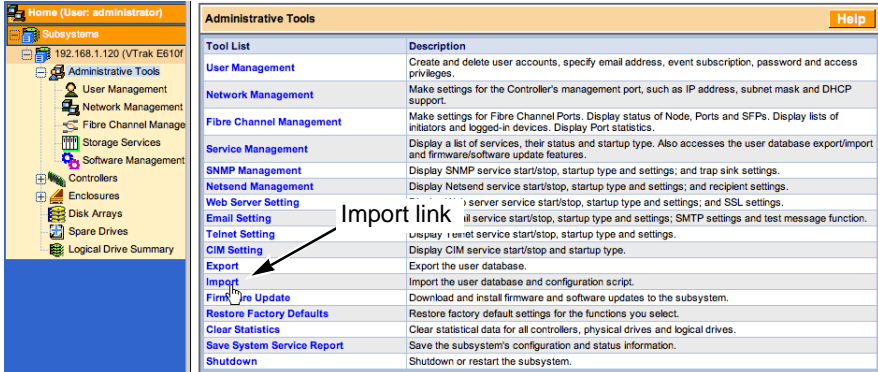 Home (User: administrator)
Subsystems
192.168.1.120 (VTrak E610f
Administrative Tools
User Management
Network Management
Fibre Channel Manage
Storage Services
Software Management
Controllers
Enclosures
Disk Arrays
Spare Drives
Logical Drive Summary
Administrative Tools
Help
Tool List Description
User Management Create and delete user accounts, specify email address, event subscription, password and access
privileges.
Network Management Make settings for the Controller's management port, such as IP address, subnet mask and DHCP
support.
Fibre Channel Management Make settings for Fibre Channel Ports. Display status of Node, Ports and SFPs. Display lists of
initiators and logged-in devices. Display Port statistics.
Service Management Display a list of services, their status and startup type. Also accesses the user database export/import
and firmware/software update features.
SNMP Management Display SNMP service start/stop, startup type and settings; and trap sink settings.
Netsend Management Display Netsend service start/stop, startup type and settings; and recipient settings.
Web Server Setting server service start/stop, startup type and settings; and SSL settings.
Import link
Email Setting service start/stop, startup type and settings; SMTP settings and test message function.
Telnet Setting Display Telnet service start/stop, startup type and settings.
CIM Setting Display CIM service start/stop and startup type.
Export Export the user database.
Import Import the user database and configuration script.
Firmware Update Download and install firmware and software updates to the subsystem.
Restore Factory Defaults Restore factory default settings for the functions you select.
Clear Statistics Clear statistical data for all controllers, physical drives and logical drives.
Save System Service Report Save the subsystem's configuration and status information.
Shutdown Shutdown or restart the subsystem.